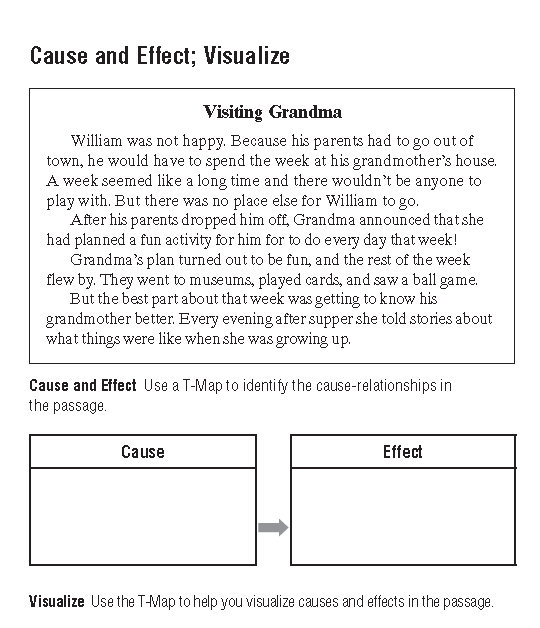 Cause and Effect; Visualize
Visiting Grandma
William was not happy. Because his parents had to go out of
town, he would have to spend the week at his grandmother's house.
A week seemed like a long time and there wouldn't be anyone to
play with. But there was no place else for William to go.
After his parents dropped him off, Grandma announced that she
had planned a fun activity for him for to do every day that week!
Grandma's plan turned out to be fun, and the rest of the week
flew by. They went to museums, played cards, and saw a ball game.
But the best part about that week was getting to know his
grandmother better. Every evening after supper she told stories about
what things were like when she was growing up.
Cause and Effect Use a T-Map to identify the cause-relationships in
the passage.
Cause
Effect
Visualize Use the T-Map to help you visualize causes and effects in the passage.